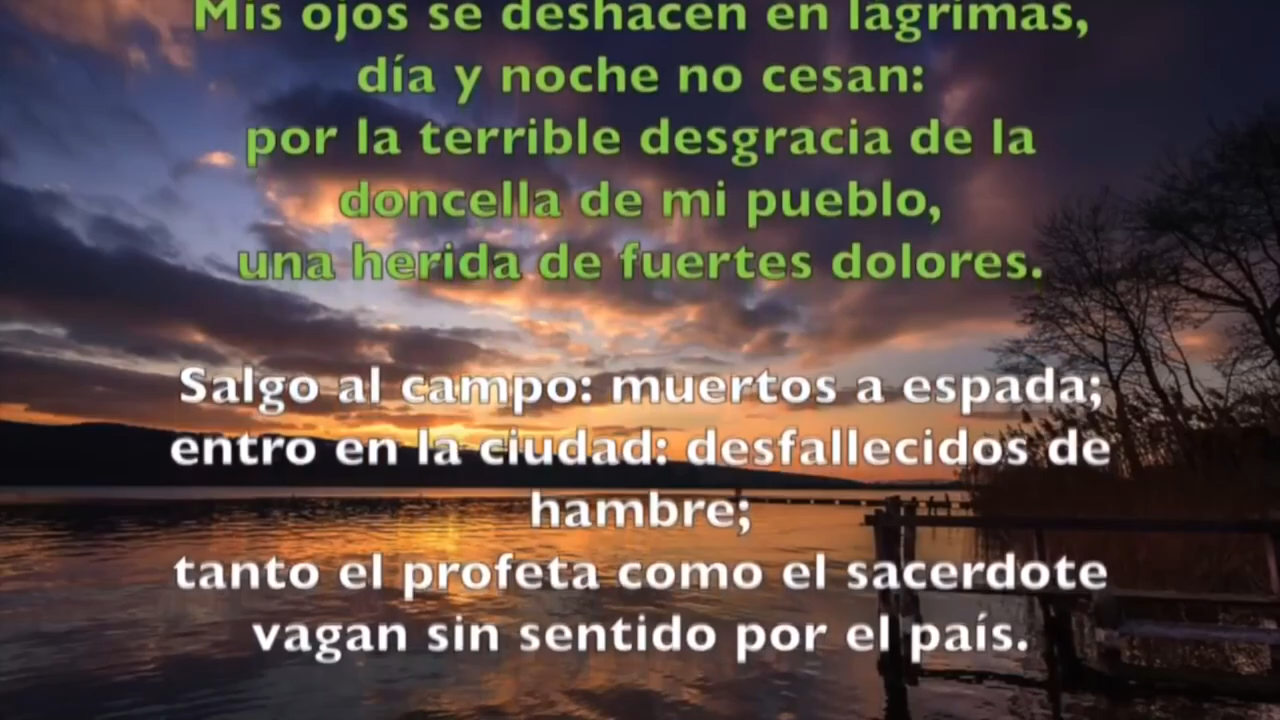 Mis ojos se deshacen en lágrimas,
día y noche no cesan:
por la terrible desgracia de la
doncella de mi pueblo,
una herida de fuertes dolores.
Salgo al campo: muertos a espada;
entro en la ciudad: desfallecidos de
hambre;
tanto el profeta como el sacerdote
vagan sin sentido por el país.